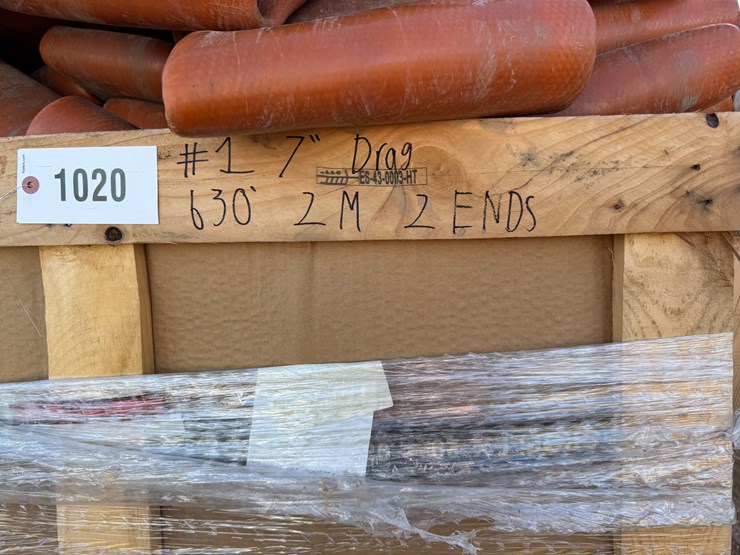 1020
#1 7" Drag
ES-43-0003-HT
630' 2M 2 ENDS